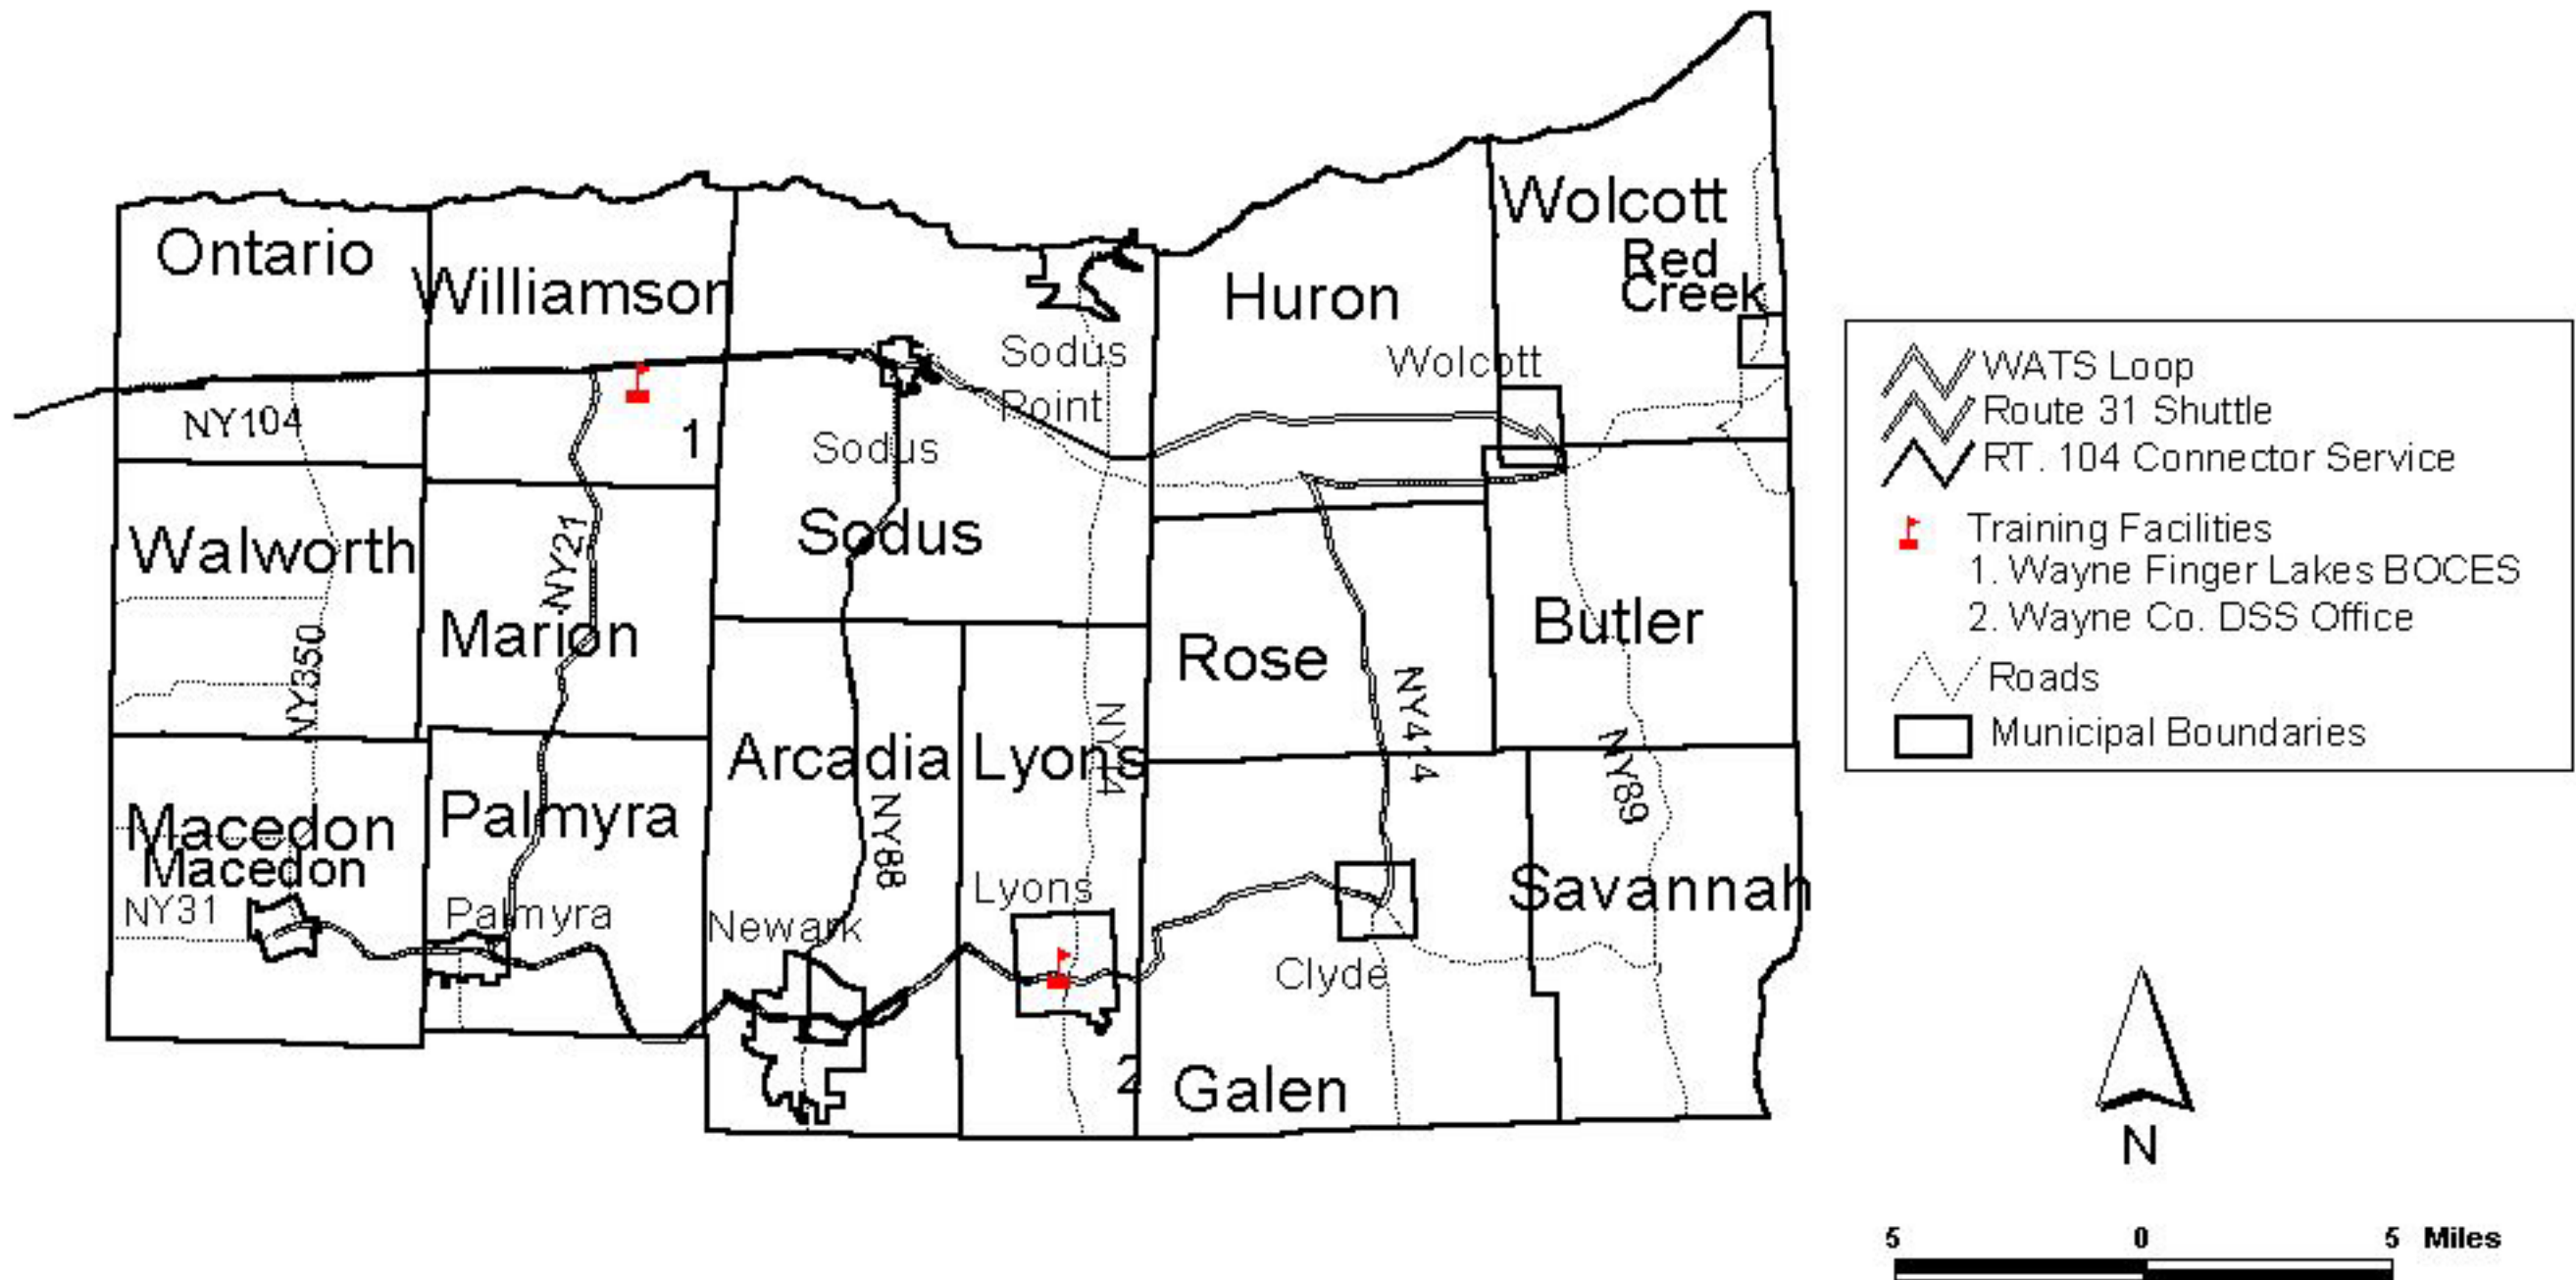 Ontario
Williamson
Wolcott
Red
Creek
Huron
Sodus
Point
Wolcott
NY104
1
Sodus
Walworth
NY21
Sodus
Marion
NY350
Rose
Butler
NY414
NY14
Arcadia
Lyons
NY89
Macedon
Macedon
Palmyra
NY88
NY31
Palmyra
Newark
Lyons
Savannah
Clyde
2
Galen
WATS Loop
Route 31 Shuttle
RT. 104 Connector Service
Training Facilities
1. Wayne Finger Lakes BOCES
2. Wayne Co. DSS Office
Roads
Municipal Boundaries
N
5 0 5 Miles